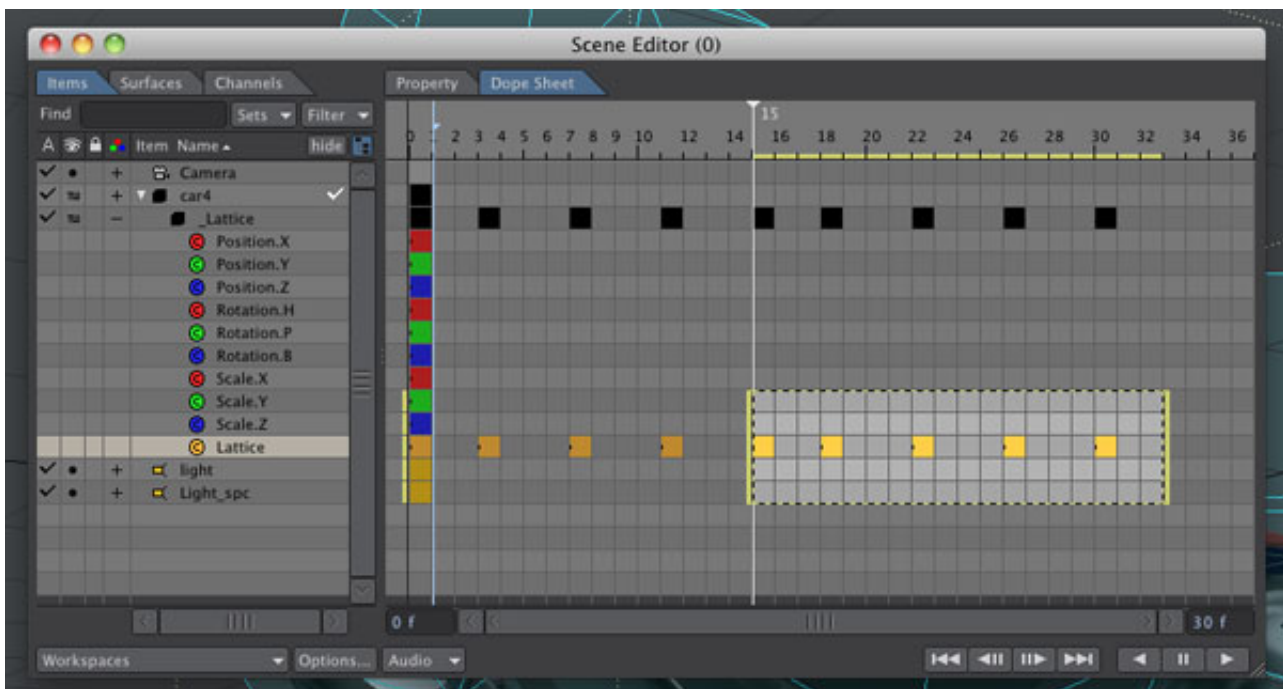 Scene Editor (0)
Items Surfaces Channels Property Dope Sheet
Find Sets Filter 15
0 1 2 3 4 5 6 7 8 9 10 12 14 16 18 20 22 24 26 28 30 32 34 36
A Item Name hide
Camera
car4
_Lattice
Position.X
Position.Y
Position.Z
Rotation.H
Rotation.P
Rotation.B
Scale.X
Scale.Y
Scale.Z
Lattice
light
Light_spc
0 f 30 f
Workspaces Options... Audio